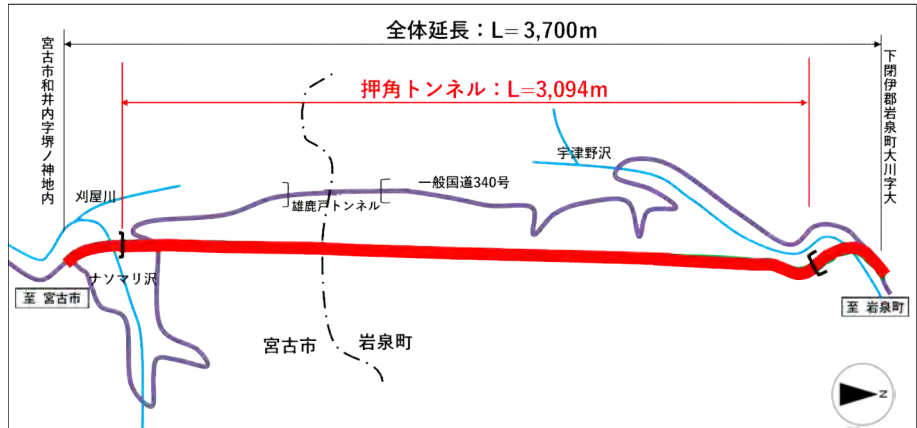 全体延長：L= 3,700m
押角トンネル：L=3,094m
宮古市和井内字堺ノ神地内
下閉伊郡岩泉町大川字大
宇津野沢
刈屋川
一般国道340号
雄鹿戸トンネル
ナソマリ沢
至 宮古市
至 岩泉町
宮古市
岩泉町
N